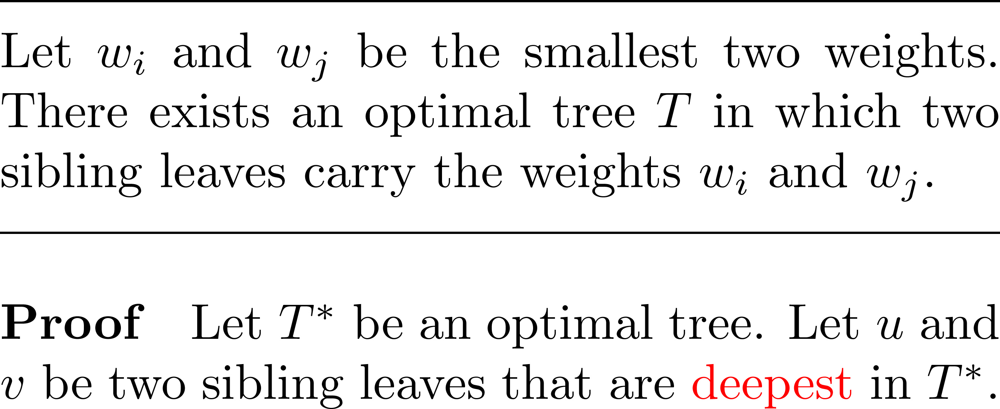 Let $w_i$ and $w_j$ be the smallest two weights.
There exists an optimal tree $T$ in which two
sibling leaves carry the weights $w_i$ and $w_j$.
Proof Let $T^*$ be an optimal tree. Let $u$ and
$v$ be two sibling leaves that are deepest in $T^*$.